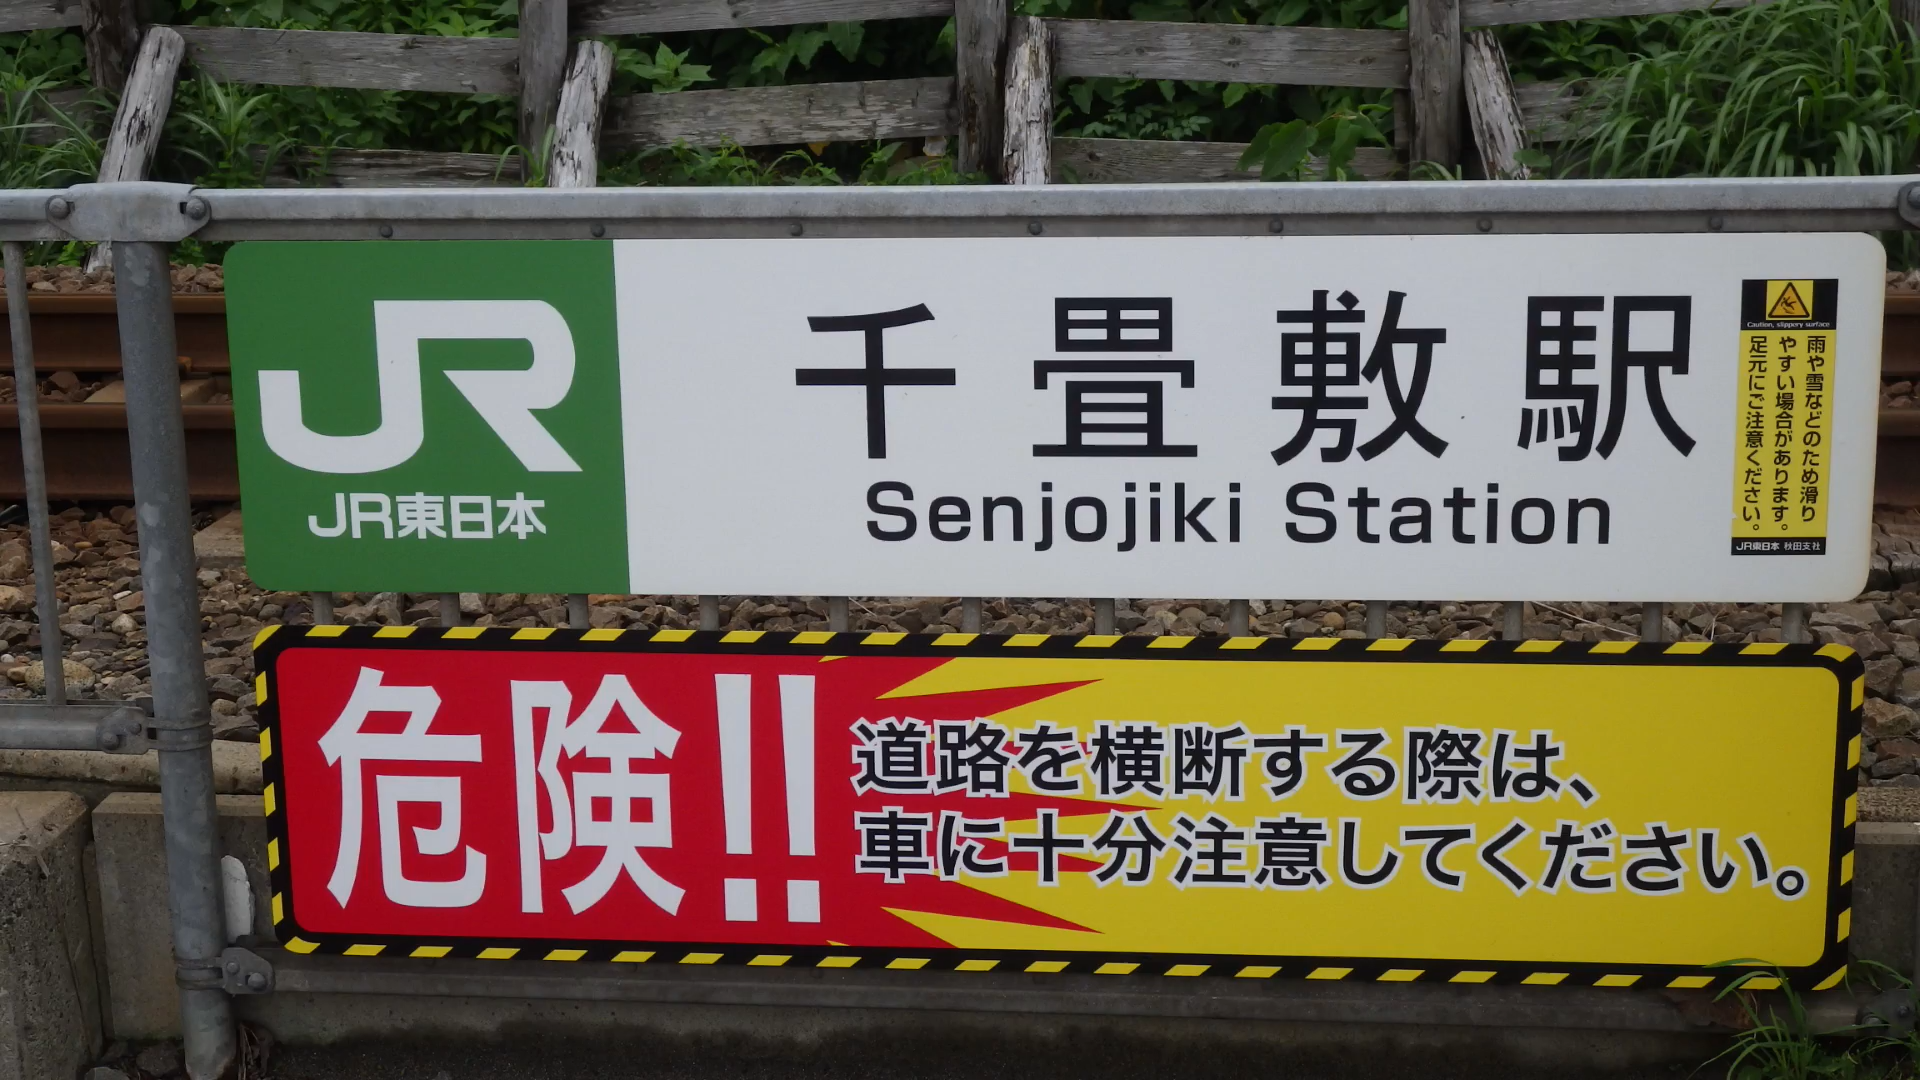 JR
JR東日本
千畳敷駅
Senjojiki Station
Caution, slippery surface
雨や雪などのため滑り
やすい場合があります。
足元にご注意ください。
JR東日本 秋田支社
危険!!
道路を横断する際は、
車に十分注意してください。